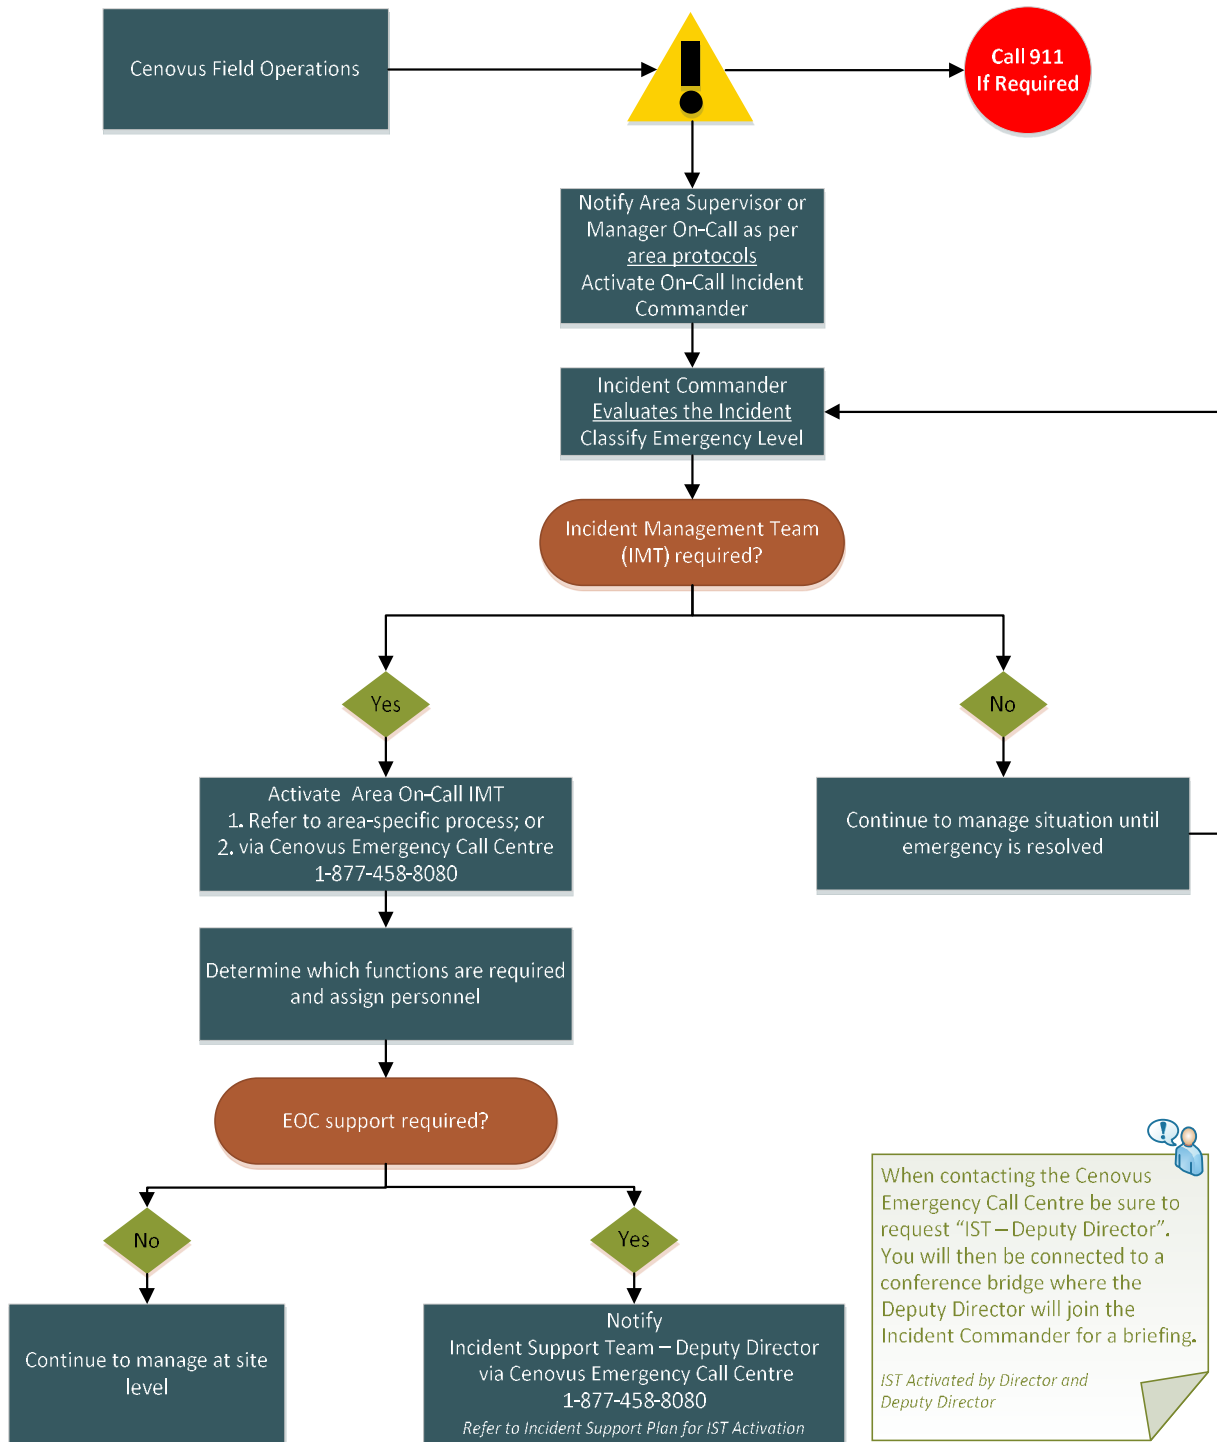 Cenovus Field Operations
Call 911
If Required
Notify Area Supervisor or
Manager On-Call as per
area protocols
Activate On-Call Incident
Commander
Incident Commander
Evaluates the Incident
Classify Emergency Level
Incident Management Team
(IMT) required?
Yes
No
Activate Area On-Call IMT
1. Refer to area-specific process; or
2. via Cenovus Emergency Call Centre
1-877-458-8080
Continue to manage situation until
emergency is resolved
Determine which functions are required
and assign personnel
EOC support required?
No
Yes
Continue to manage at site
level
Notify
Incident Support Team – Deputy Director
via Cenovus Emergency Call Centre
1-877-458-8080
Refer to Incident Support Plan for IST Activation
When contacting the Cenovus
Emergency Call Centre be sure to
request “IST – Deputy Director”.
You will then be connected to a
conference bridge where the
Deputy Director will join the
Incident Commander for a briefing.
IST Activated by Director and
Deputy Director